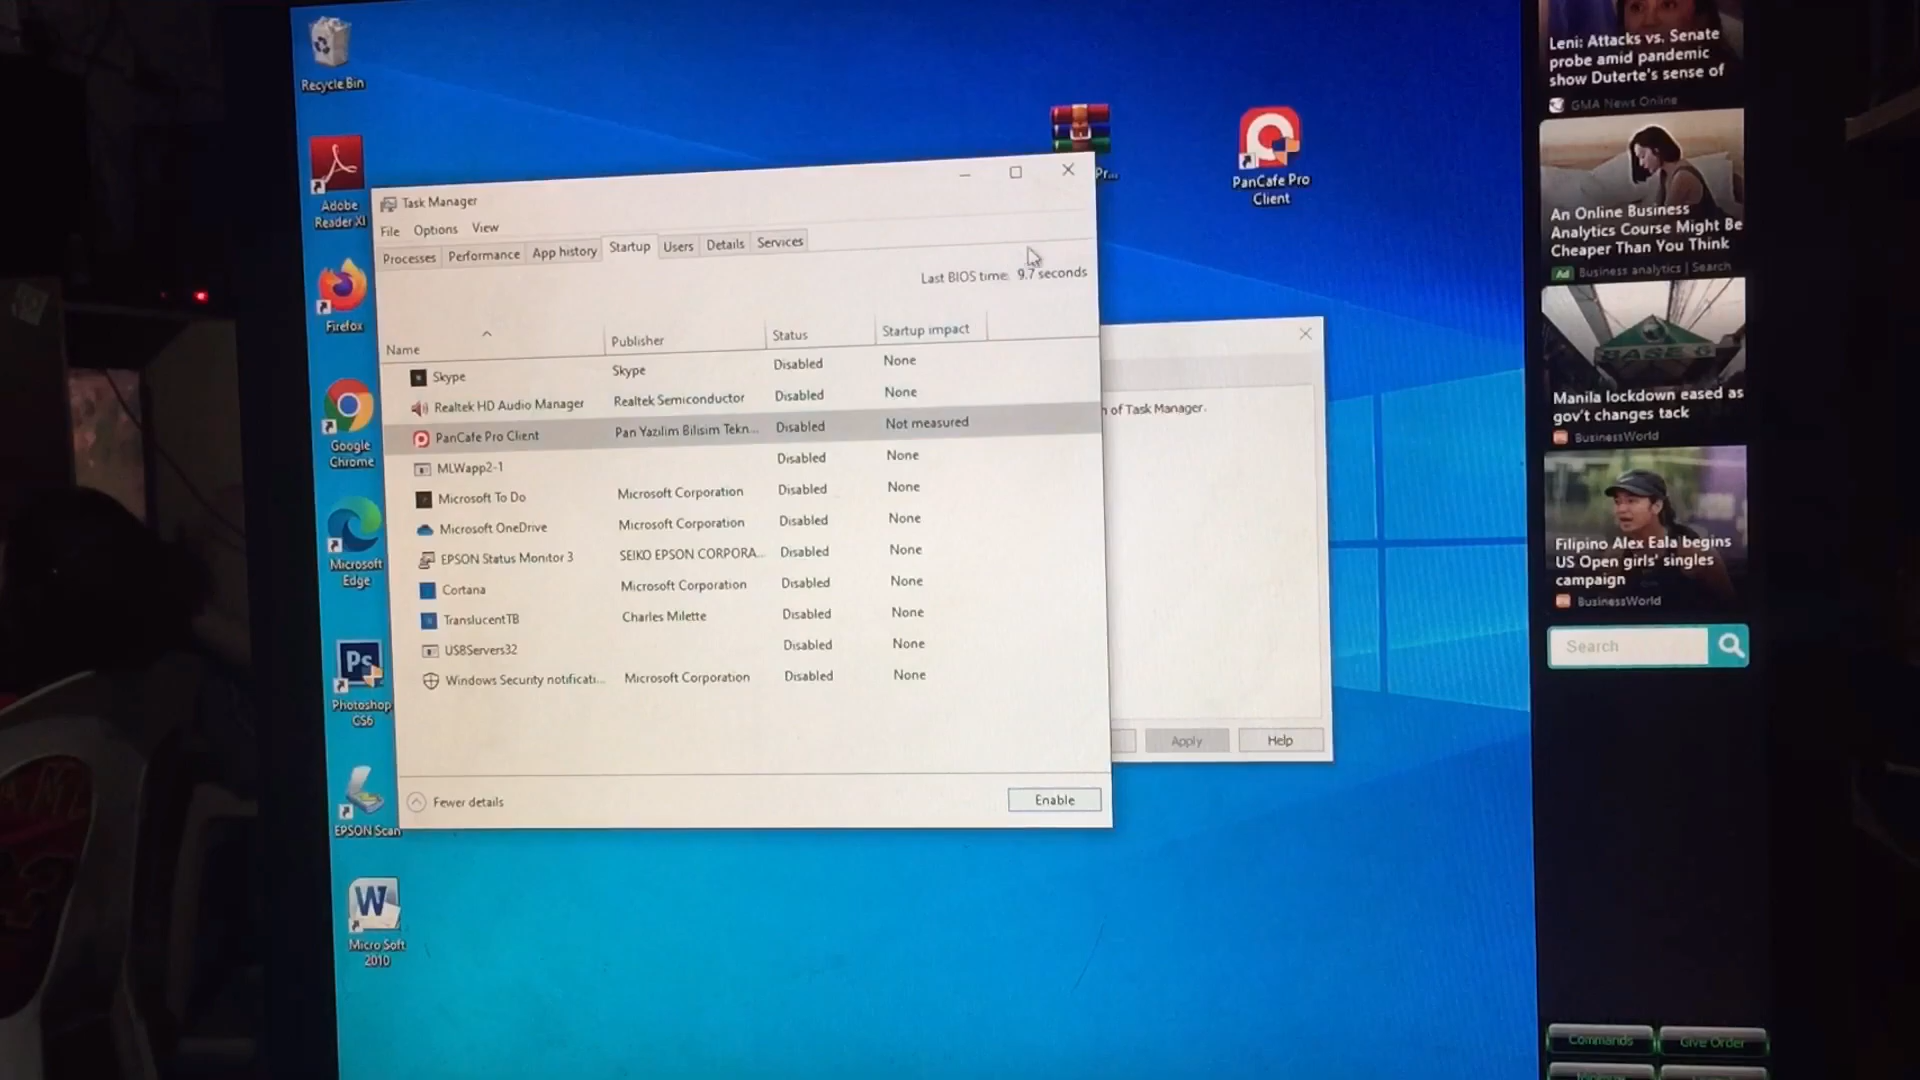 Recycle Bin
Adobe
Reader XI
Firefox
Google
Chrome
Microsoft
Edge
Ps
Photoshop
CS6
EPSON Scan
W
Micro Soft
2010
Pr...
PanCafe Pro
Client
Task Manager
File Options View
Processes Performance App history Startup Users Details Services
Last BIOS time: 9.7 seconds
Name Publisher Status Startup impact
Skype Skype Disabled None
Realtek HD Audio Manager Realtek Semiconductor Disabled None
PanCafe Pro Client Pan Yazılım Bilisim Tekn... Disabled Not measured
MLWapp2-1 Disabled None
Microsoft To Do Microsoft Corporation Disabled None
Microsoft OneDrive Microsoft Corporation Disabled None
EPSON Status Monitor 3 SEIKO EPSON CORPORA... Disabled None
Cortana Microsoft Corporation Disabled None
TranslucentTB Charles Milette Disabled None
USBServers32 Disabled None
Windows Security notificati... Microsoft Corporation Disabled None
Fewer details
Enable
of Task Manager.
Apply Help
Leni: Attacks vs. Senate
probe amid pandemic
show Duterte's sense of
GMA News Online
An Online Business
Analytics Course Might Be
Cheaper Than You Think
Ad Business analytics | Search
Manila lockdown eased as
gov't changes tack
BusinessWorld
Filipino Alex Eala begins
US Open girls' singles
campaign
BusinessWorld
Search
Commands Give Order